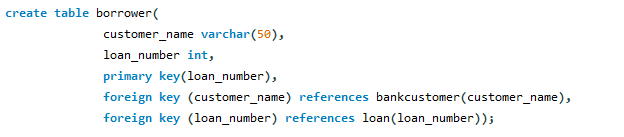 create table borrower(
customer_name varchar(50),
loan_number int,
primary key(loan_number),
foreign key (customer_name) references bankcustomer(customer_name),
foreign key (loan_number) references loan(loan_number));